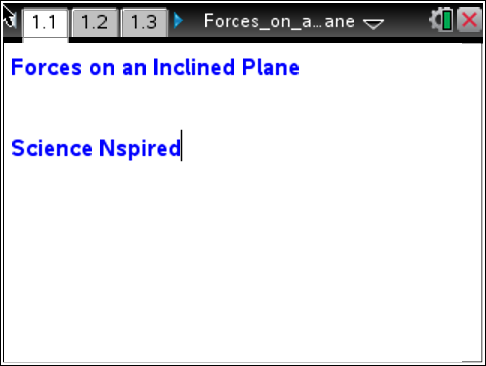 1.1 1.2 1.3 Forces_on_a...ane
Forces on an Inclined Plane
Science Nspired